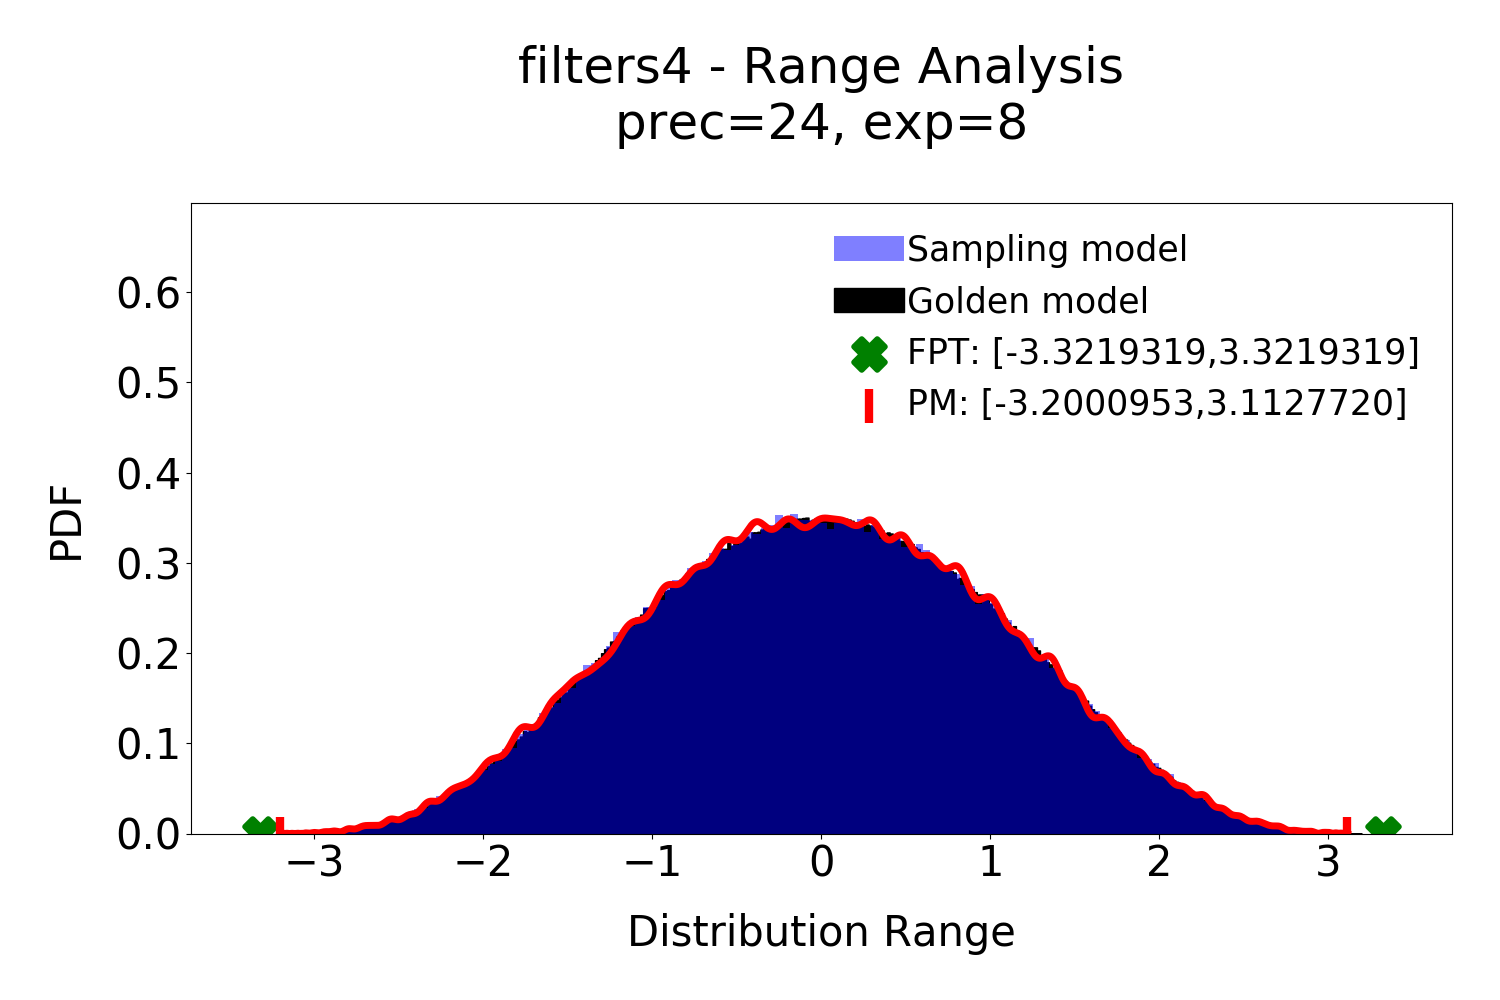 filters4 - Range Analysis
prec=24, exp=8
Sampling model
Golden model
FPT: [-3.3219319,3.3219319]
PM: [-3.2000953,3.1127720]
PDF
0.6
0.5
0.4
0.3
0.2
0.1
0.0
−3 −2 −1 0 1 2 3
Distribution Range